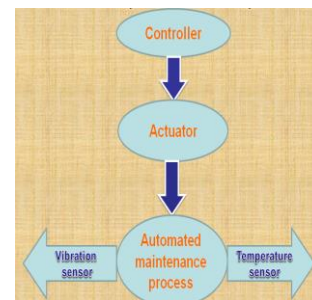 Controller
Actuator
Vibration
sensor
Automated
maintenance
process
Temperature
sensor